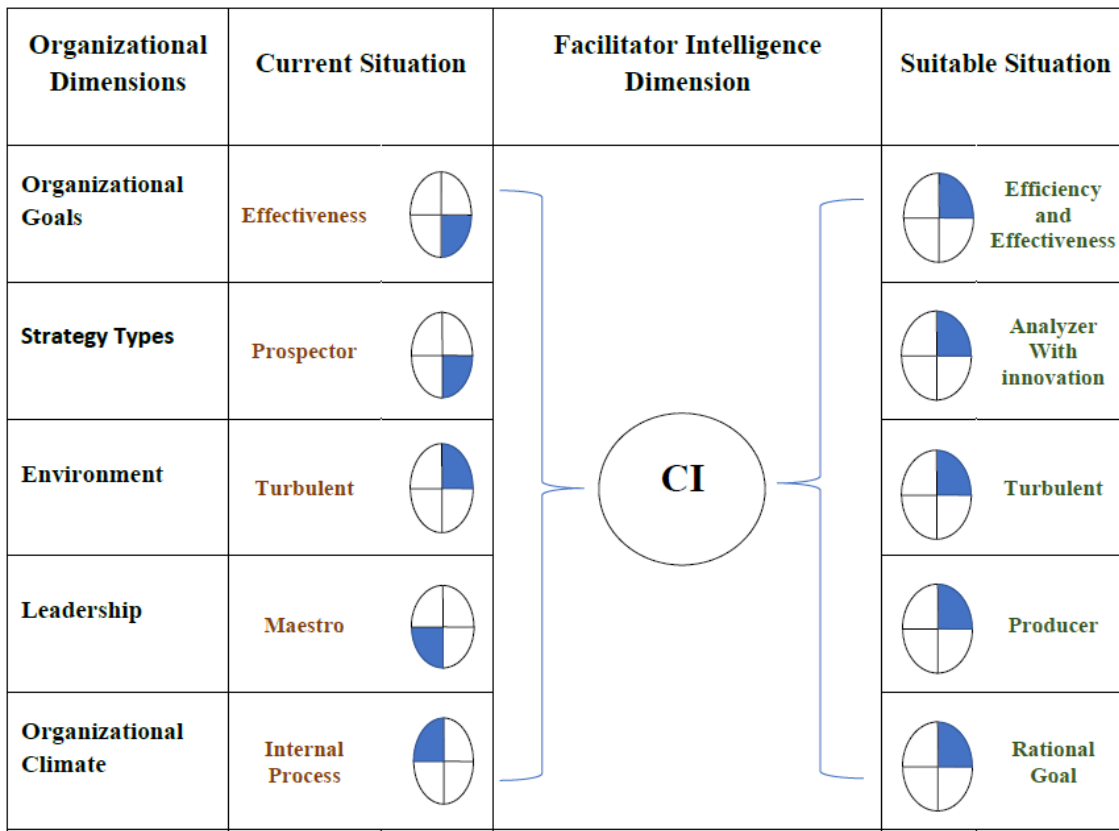 Organizational
Dimensions
Current Situation
Facilitator Intelligence
Dimension
Suitable Situation
Organizational
Goals
Effectiveness
Efficiency
and
Effectiveness
Strategy Types
Prospector
Analyzer
With
innovation
Environment
Turbulent
CI
Turbulent
Leadership
Maestro
Producer
Organizational
Climate
Internal
Process
Rational
Goal